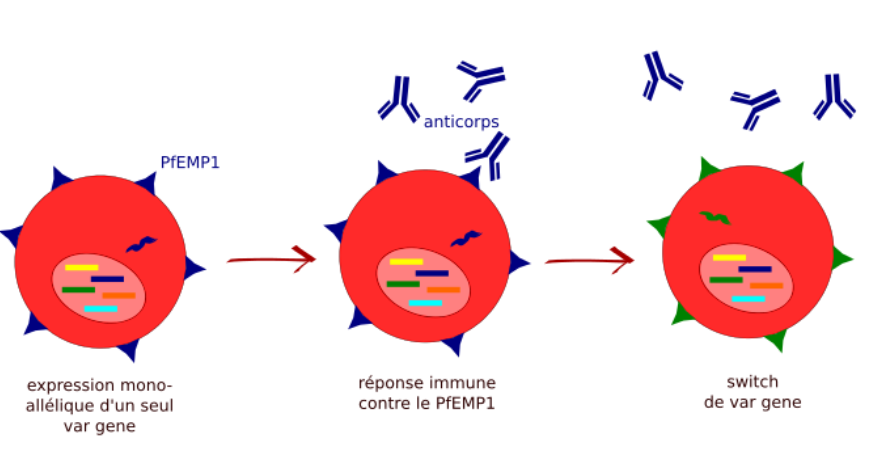 anticorps
PfEMP1
expression mono-
allélique d'un seul
var gene
réponse immune
contre le PfEMP1
switch
de var gene